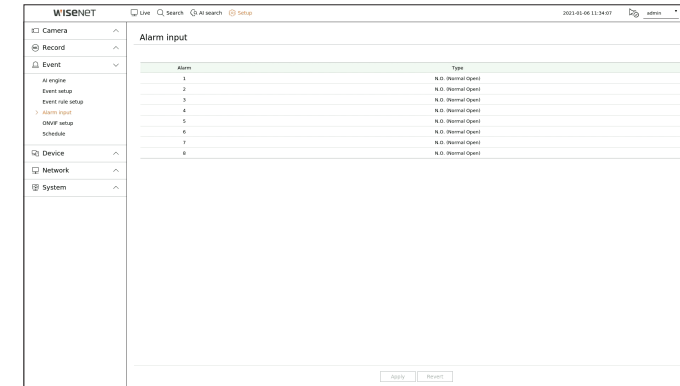 WISENET
Live Search AI search Setup 2021-01-06 11:34:07 admin
Camera
Record
Event
AI engine
Event setup
Event rule setup
> Alarm input
ONVIF setup
Schedule
Device
Network
System
Alarm input
Alarm Type
1 N.O. (Normal Open)
2 N.O. (Normal Open)
3 N.O. (Normal Open)
4 N.O. (Normal Open)
5 N.O. (Normal Open)
6 N.O. (Normal Open)
7 N.O. (Normal Open)
8 N.O. (Normal Open)
Apply Revert